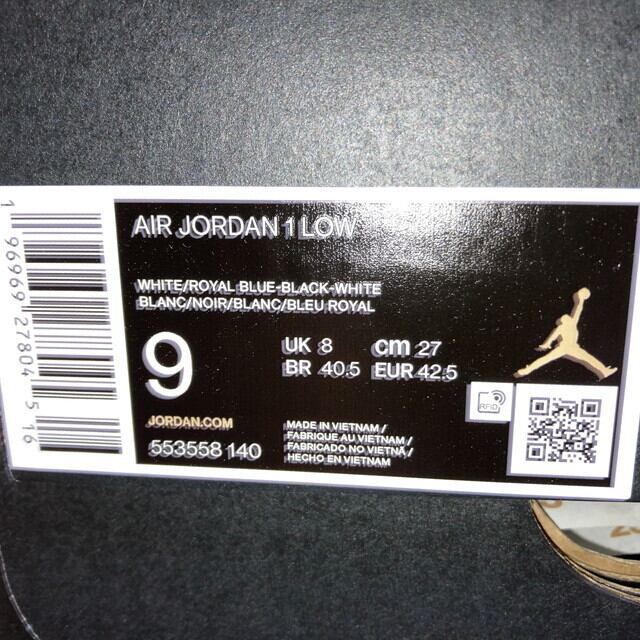 AIR JORDAN 1 LOW
WHITE/ROYAL BLUE-BLACK-WHITE
BLANC/NOIR/BLANC/BLEU ROYAL
9
UK 8 cm 27
BR 40.5 EUR 42.5
JORDAN.COM
553558 140
MADE IN VIETNAM /
FABRIQUE AU VIETNAM /
FABRICADO NO VIETNÃ /
HECHO EN VIETNAM
RFID
1 96969 27804 5 16